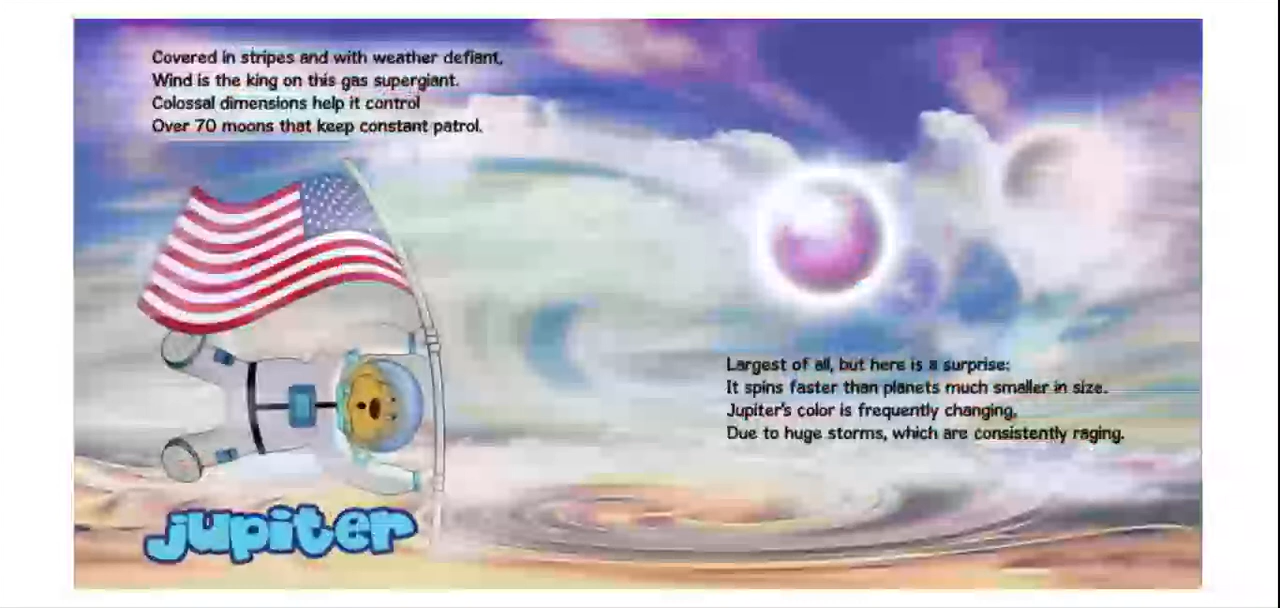 Covered in stripes and with weather defiant,
Wind is the king on this gas supergiant.
Colossal dimensions help it control
Over 70 moons that keep constant patrol.
Largest of all, but here is a surprise:
It spins faster than planets much smaller in size.
Jupiter's color is frequently changing,
Due to huge storms, which are consistently raging.
jupiter